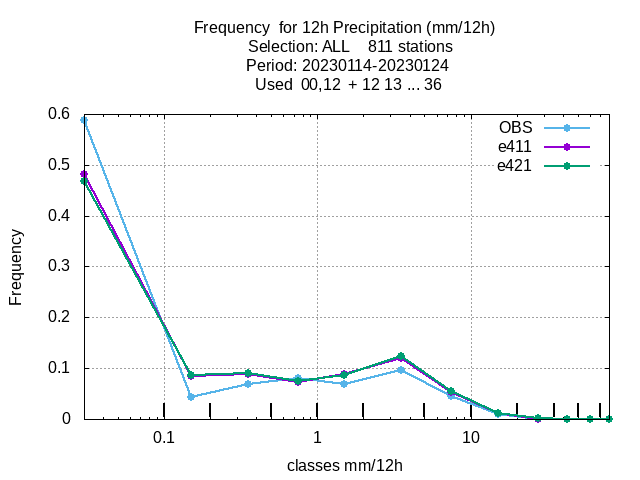 Frequency for 12h Precipitation (mm/12h)
Selection: ALL 811 stations
Period: 20230114-20230124
Used 00,12 + 12 13 ... 36
OBS
e411
e421
0.6
0.5
0.4
0.3
0.2
0.1
0
Frequency
0.1 1 10
classes mm/12h